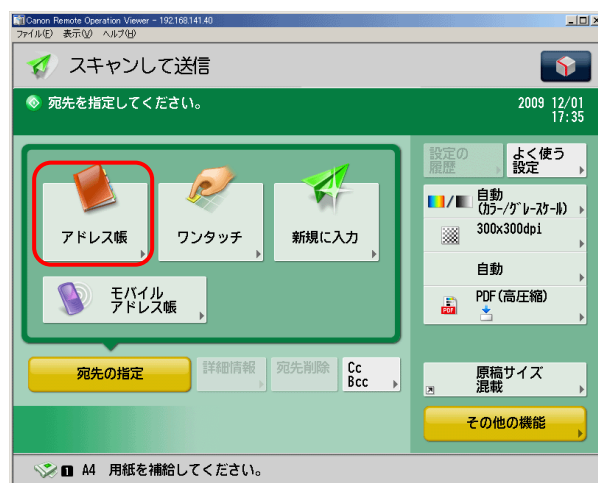 Canon Remote Operation Viewer - 192.168.141.40
ファイル(F) 表示(V) ヘルプ(H)
スキャンして送信
宛先を指定してください。
2009 12/01
17:35
設定の
履歴
よく使う
設定
アドレス帳
ワンタッチ
新規に入力
自動
(カラー/グレースケール)
300x300dpi
自動
モバイル
アドレス帳
PDF
PDF(高圧縮)
宛先の指定
詳細情報
宛先削除
Cc
Bcc
原稿サイズ
混載
その他の機能
1 A4 用紙を補給してください。